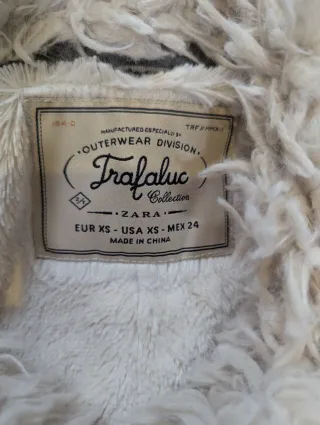 MANUFACTURED ESPECIALLY BY
OUTERWEAR DIVISION
Trafaluc
Collection
· ZARA ·
EUR XS - USA XS - MEX 24
MADE IN CHINA